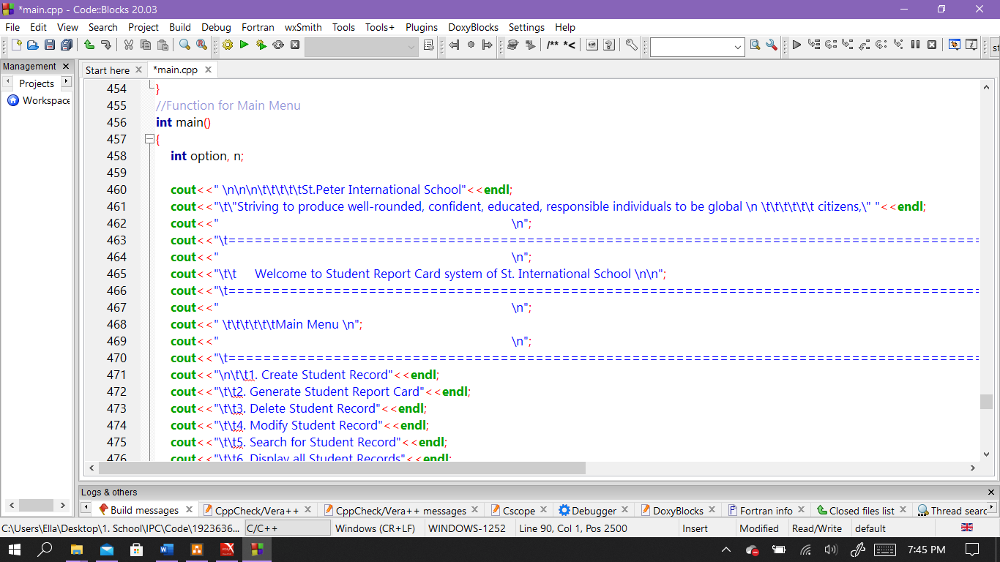 *main.cpp - Code::Blocks 20.03
File Edit View Search Project Build Debug Fortran wxSmith Tools Tools+ Plugins DoxyBlocks Settings Help
/** *<
st
Management
Start here *main.cpp
Projects
Workspace
454 }
455 //Function for Main Menu
456 int main()
457 {
458 int option, n;
459
460 cout<<" \n\n\n\t\t\t\t\tSt.Peter International School"<<endl;
461 cout<<"\t\"Striving to produce well-rounded, confident, educated, responsible individuals to be global \n \t\t\t\t\t\t citizens,\" "<<endl;
462 cout<<" \n";
463 cout<<"\t=====================================================================================
464 cout<<" \n";
465 cout<<"\t\t Welcome to Student Report Card system of St. International School \n\n";
466 cout<<"\t=====================================================================================
467 cout<<" \n";
468 cout<<" \t\t\t\t\t\tMain Menu \n";
469 cout<<" \n";
470 cout<<"\t=====================================================================================
471 cout<<"\n\t\t1. Create Student Record"<<endl;
472 cout<<"\t\t2. Generate Student Report Card"<<endl;
473 cout<<"\t\t3. Delete Student Record"<<endl;
474 cout<<"\t\t4. Modify Student Record"<<endl;
475 cout<<"\t\t5. Search for Student Record"<<endl;
476 cout<<"\t\t6. Display all Student Records"<<endl;
Logs & others
Build messages CppCheck/Vera++ CppCheck/Vera++ messages Cscope Debugger DoxyBlocks Fortran info Closed files list Thread searc
C:\Users\Ella\Desktop\1. School\IPC\Code\1923636... C/C++ Windows (CR+LF) WINDOWS-1252 Line 90, Col 1, Pos 2500 Insert Modified Read/Write default
7:45 PM